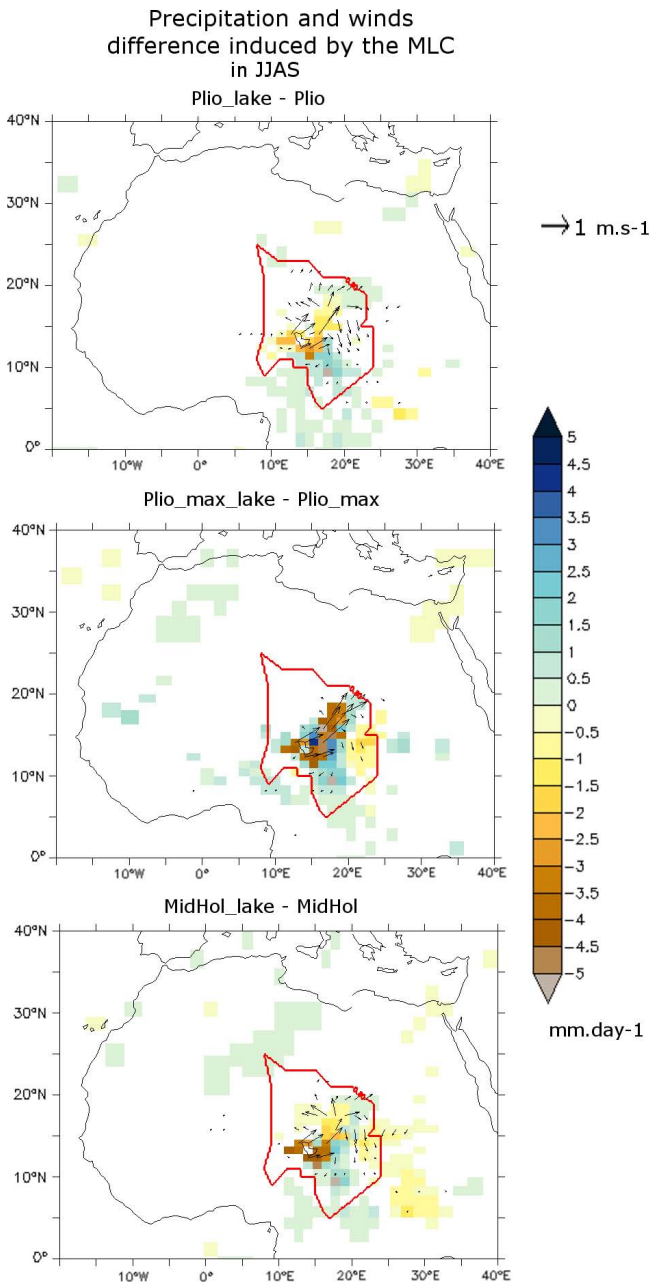 Precipitation and winds
difference induced by the MLC
in JJAS
Plio_lake - Plio
40°N
30°N
20°N
10°N
0°
10°W 0° 10°E 20°E 30°E 40°E
1 m.s-1
Plio_max_lake - Plio_max
40°N
30°N
20°N
10°N
0°
10°W 0° 10°E 20°E 30°E 40°E
MidHol_lake - MidHol
40°N
30°N
20°N
10°N
0°
10°W 0° 10°E 20°E 30°E 40°E
5
4.5
4
3.5
3
2.5
2
1.5
1
0.5
0
-0.5
-1
-1.5
-2
-2.5
-3
-3.5
-4
-4.5
-5
mm.day-1